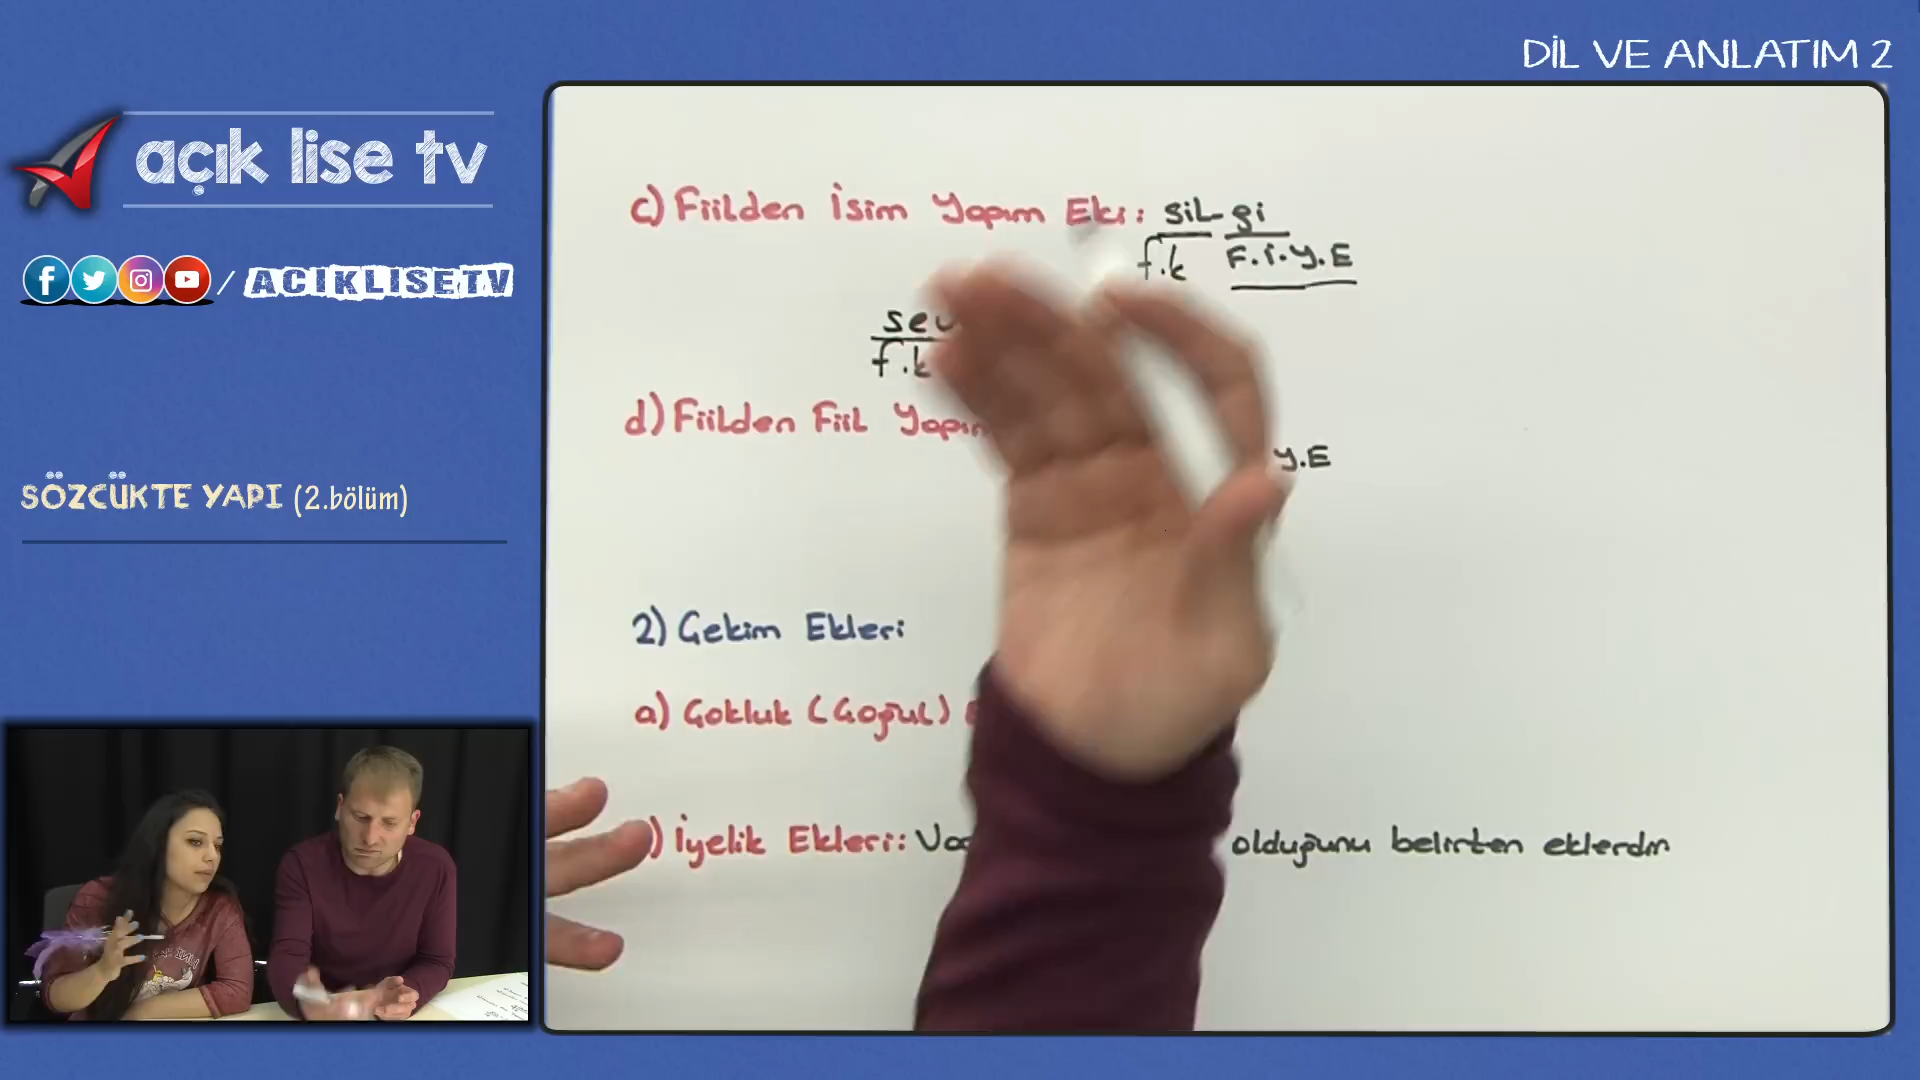 DİL VE ANLATIM 2
açık lise tv
/ ACIKLISETV
SÖZCÜKTE YAPI (2.bölüm)
c) Fiilden İsim Yapım Eki: sil-gi
f.k F.İ.Y.E
sev
f.k
d) Fiilden Fiil Yapım
Y.E
2) Çekim Ekleri
a) Çokluk (Çoğul)
) İyelik Ekleri: olduğunu belirten eklerdir